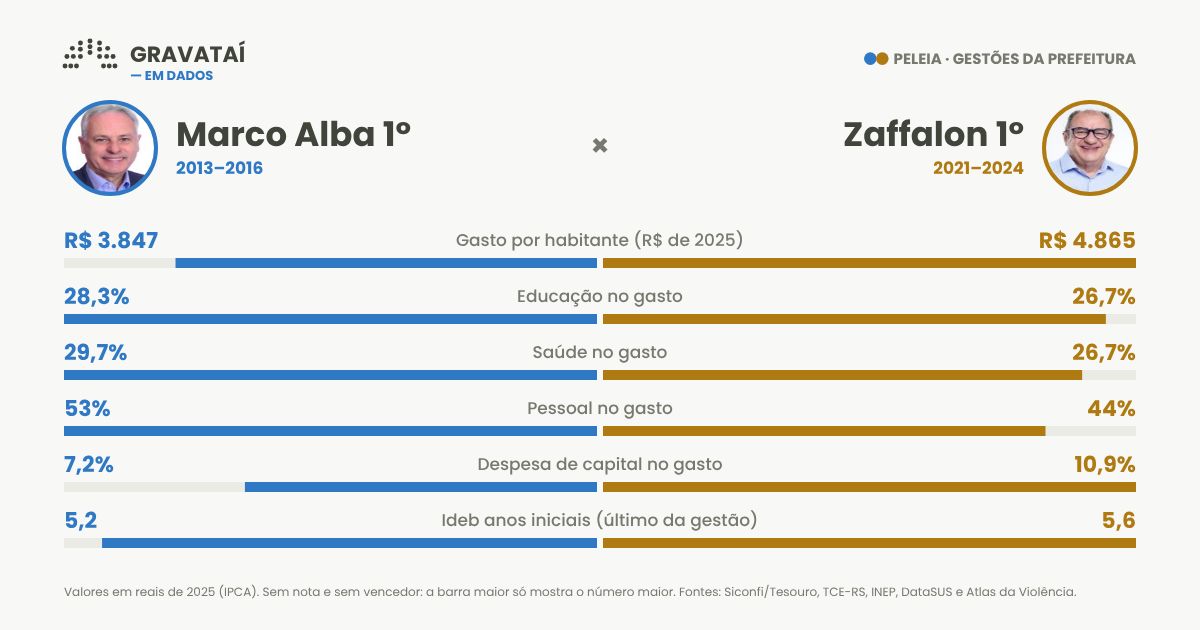 GRAVATAÍ
— EM DADOS
PELEIA · GESTÕES DA PREFEITURA
Marco Alba 1º
2013–2016
×
Zaffalon 1º
2021–2024
R$ 3.847 Gasto por habitante (R$ de 2025) R$ 4.865
28,3% Educação no gasto 26,7%
29,7% Saúde no gasto 26,7%
53% Pessoal no gasto 44%
7,2% Despesa de capital no gasto 10,9%
5,2 Ideb anos iniciais (último da gestão) 5,6
Valores em reais de 2025 (IPCA). Sem nota e sem vencedor: a barra maior só mostra o número maior. Fontes: Siconfi/Tesouro, TCE-RS, INEP, DataSUS e Atlas da Violência.